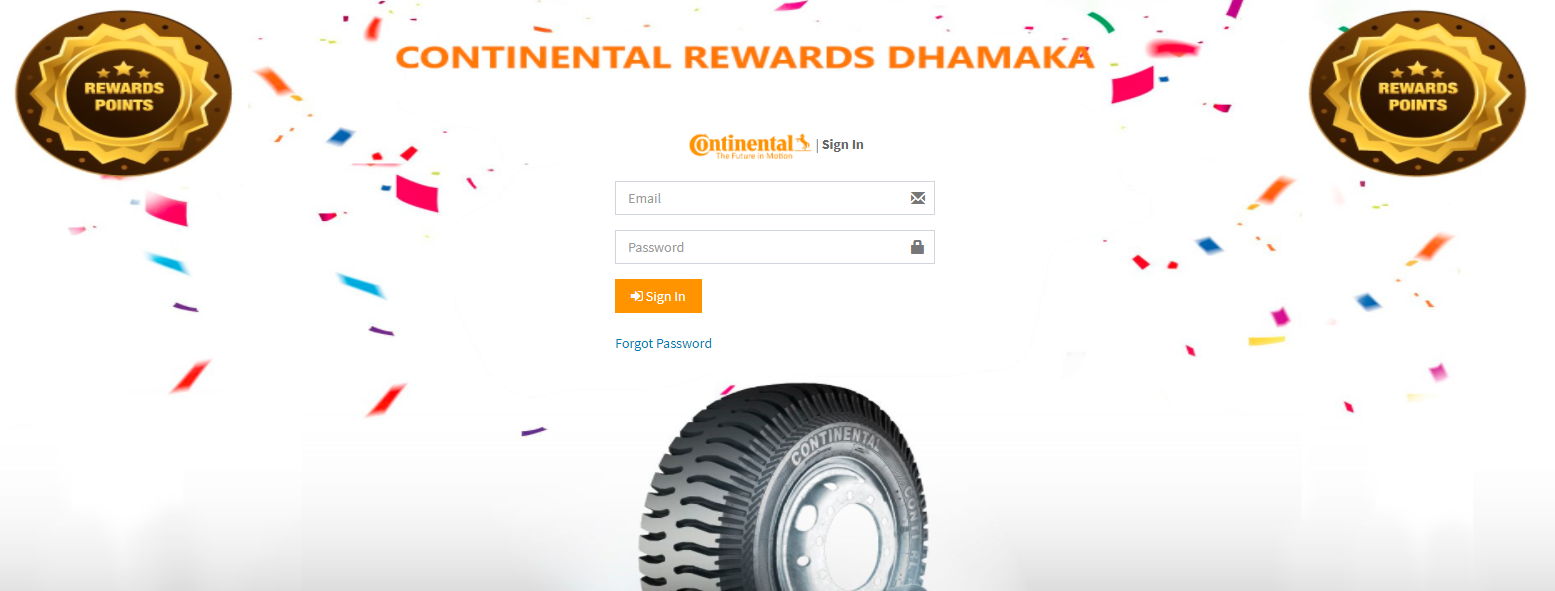 CONTINENTAL REWARDS DHAMAKA
REWARDS
POINTS
REWARDS
POINTS
Continental | Sign In
The Future in Motion
Email
Password
Sign In
Forgot Password
CONTINENTAL